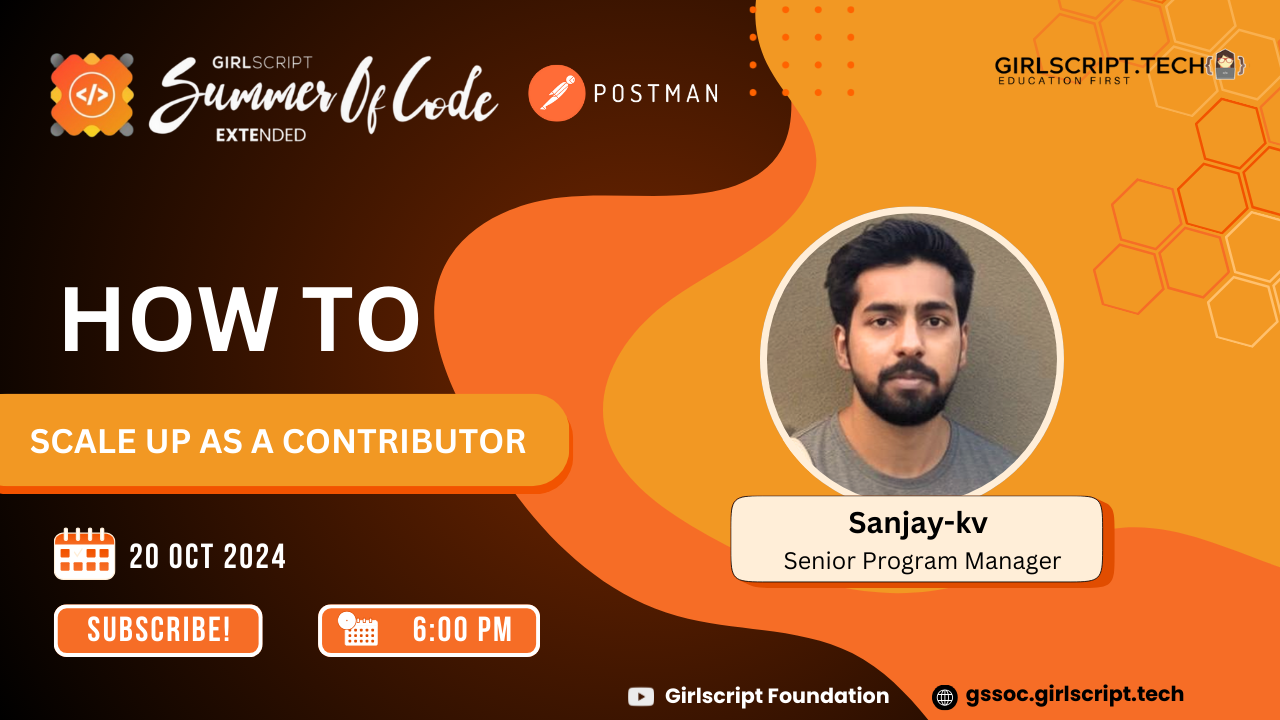 GIRLSCRIPT
Summer Of Code
EXTENDED
POSTMAN
GIRLSCRIPT.TECH
EDUCATION FIRST
HOW TO
SCALE UP AS A CONTRIBUTOR
20 OCT 2024
SUBSCRIBE!
6:00 PM
Sanjay-kv
Senior Program Manager
Girlscript Foundation
gssoc.girlscript.tech